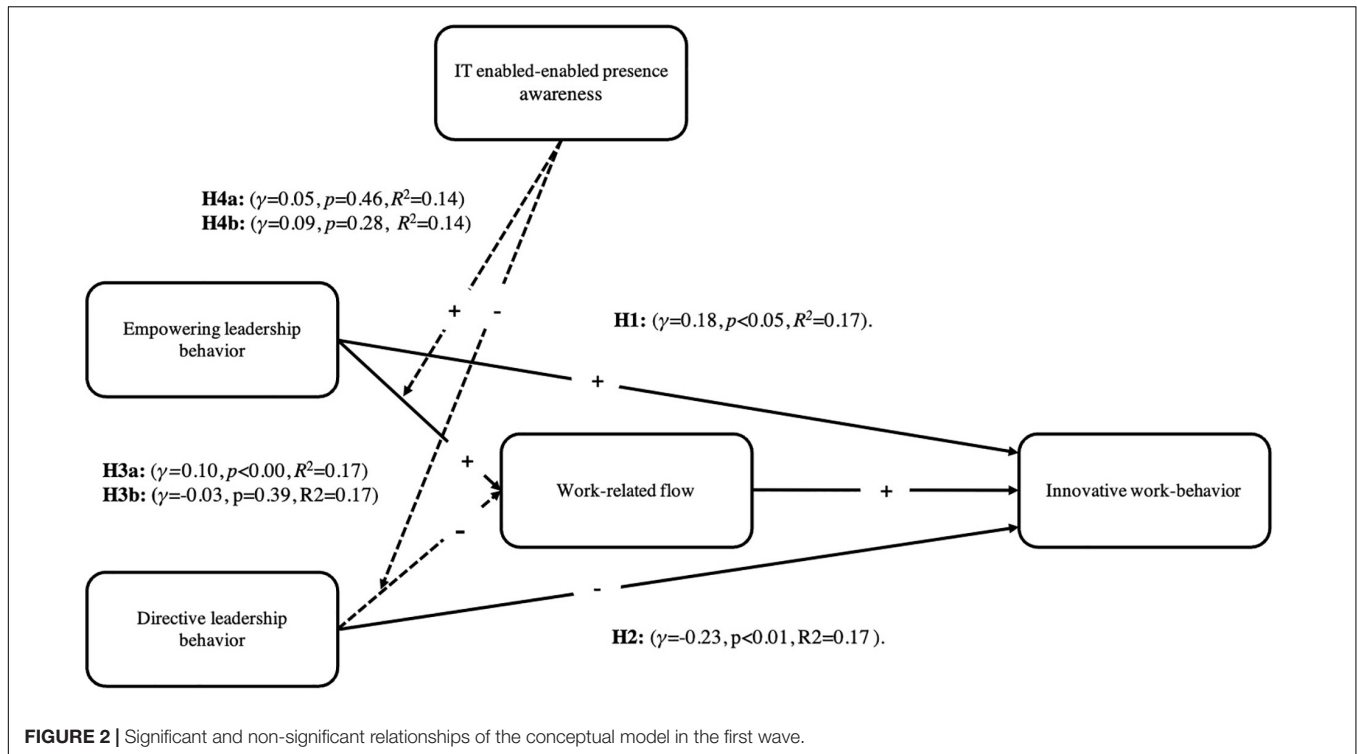 IT enabled-enabled presence
awareness
H4a: (γ=0.05, p=0.46, R²=0.14)
H4b: (γ=0.09, p=0.28, R²=0.14)
+
-
Empowering leadership
behavior
H1: (γ=0.18, p<0.05, R²=0.17).
+
H3a: (γ=0.10, p<0.00, R²=0.17)
H3b: (γ=-0.03, p=0.39, R2=0.17)
+
Work-related flow
+
Innovative work-behavior
-
Directive leadership
behavior
-
H2: (γ=-0.23, p<0.01, R2=0.17 ).
FIGURE 2 | Significant and non-significant relationships of the conceptual model in the first wave.